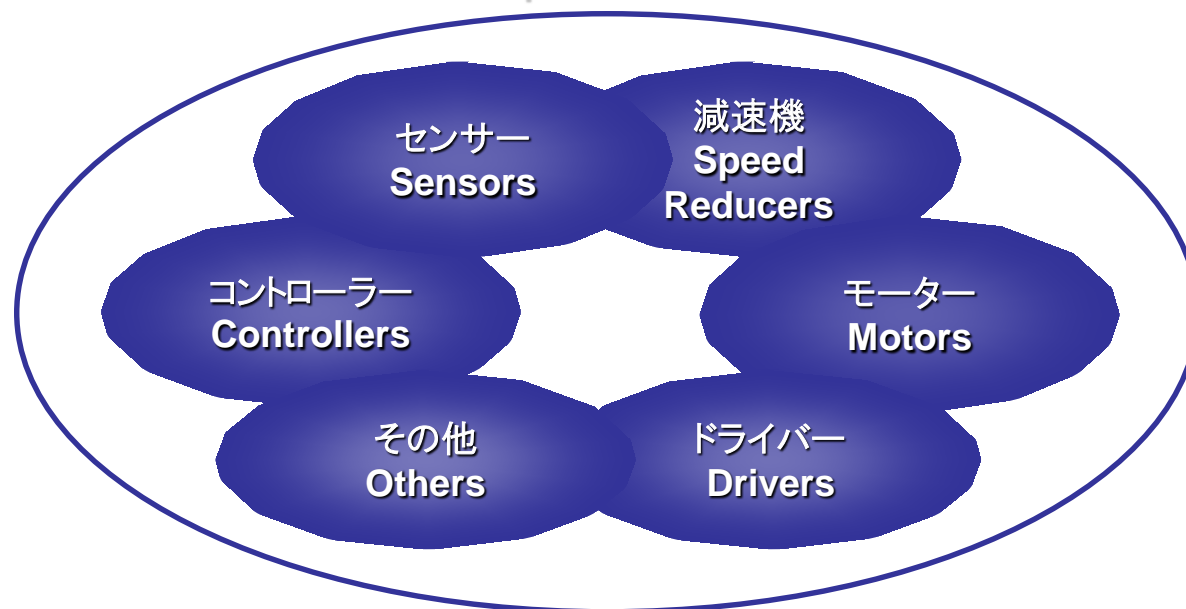 センサー
Sensors
減速機
Speed
Reducers
コントローラー
Controllers
モーター
Motors
その他
Others
ドライバー
Drivers